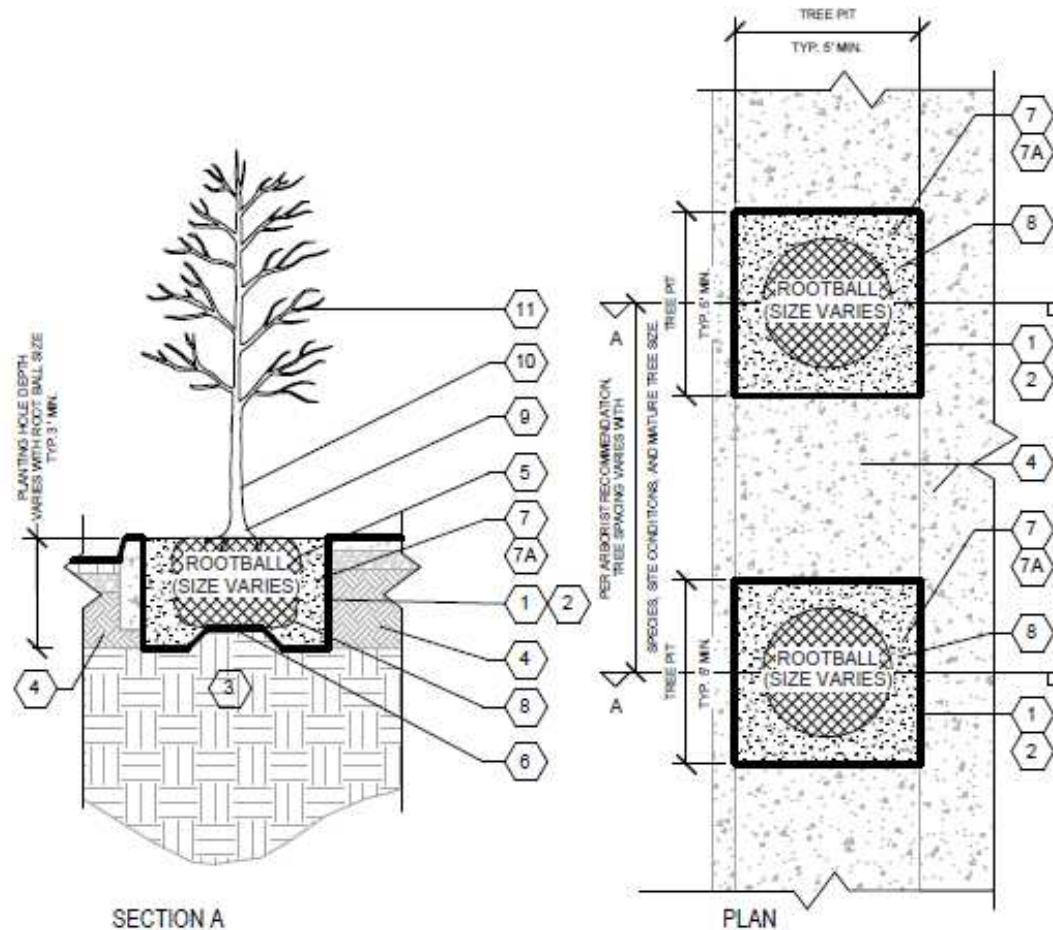 TREE PIT
TYP. 5' MIN.
7
7A
8
ROOTBALL
(SIZE VARIES)
TREE PIT
TYP. 5' MIN.
A
1
2
11
10
9
5
7
7A
1
2
4
8
6
PLANTING HOLE DEPTH
VARIES WITH ROOT BALL SIZE
TYP. 3' MIN.
ROOTBALL
(SIZE VARIES)
4
3
PER ARBORIST RECOMMENDATION,
TREE SPACING VARIES WITH
SPECIES, SITE CONDITIONS, AND MATURE TREE SIZE.
4
7
7A
8
ROOTBALL
(SIZE VARIES)
TREE PIT
TYP. 5' MIN.
A
1
2
SECTION A
PLAN